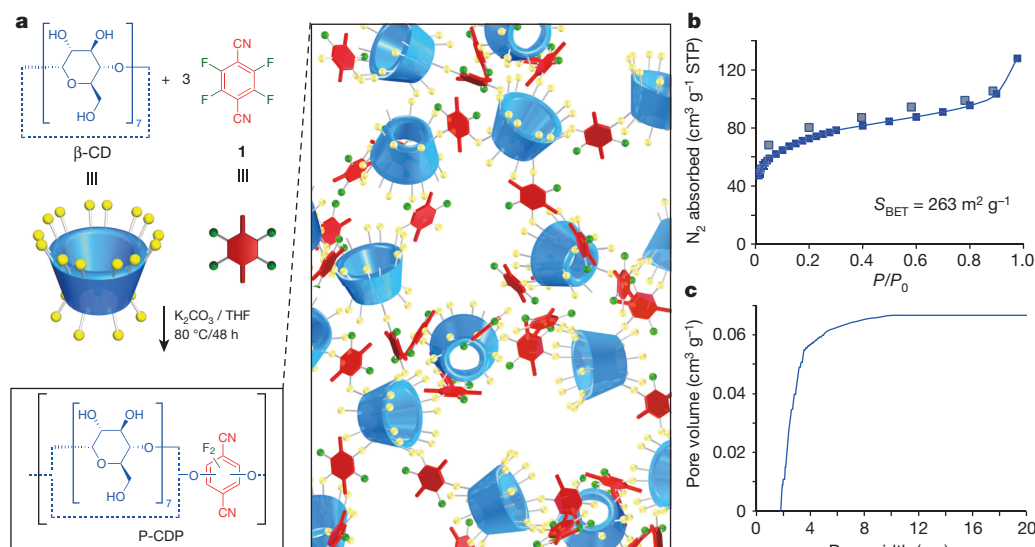 a
HO
OH
O
O
HO
7
β-CD
III
+ 3
CN
F
F
F
F
CN
1
III
K₂CO₃ / THF
80 °C/48 h
HO
OH
O
O
HO
7
O
F₂
CN
O
CN
P-CDP
b
N₂ absorbed (cm³ g⁻¹ STP)
120
80
40
0
S_BET = 263 m² g⁻¹
0 0.2 0.4 0.6 0.8 1.0
P/P₀
c
Pore volume (cm³ g⁻¹)
0.06
0.04
0.02
0
0 4 8 12 16 20